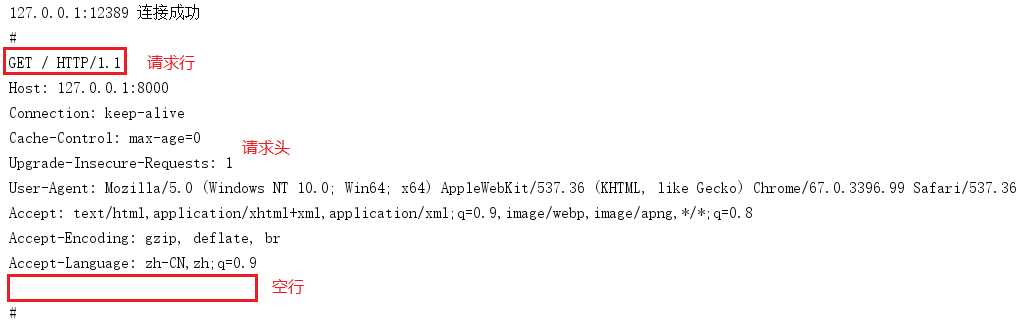 127.0.0.1:12389 连接成功
#
GET / HTTP/1.1 请求行
Host: 127.0.0.1:8000
Connection: keep-alive
Cache-Control: max-age=0
请求头
Upgrade-Insecure-Requests: 1
User-Agent: Mozilla/5.0 (Windows NT 10.0; Win64; x64) AppleWebKit/537.36 (KHTML, like Gecko) Chrome/67.0.3396.99 Safari/537.36
Accept: text/html,application/xhtml+xml,application/xml;q=0.9,image/webp,image/apng,*/*;q=0.8
Accept-Encoding: gzip, deflate, br
Accept-Language: zh-CN,zh;q=0.9
空行
#